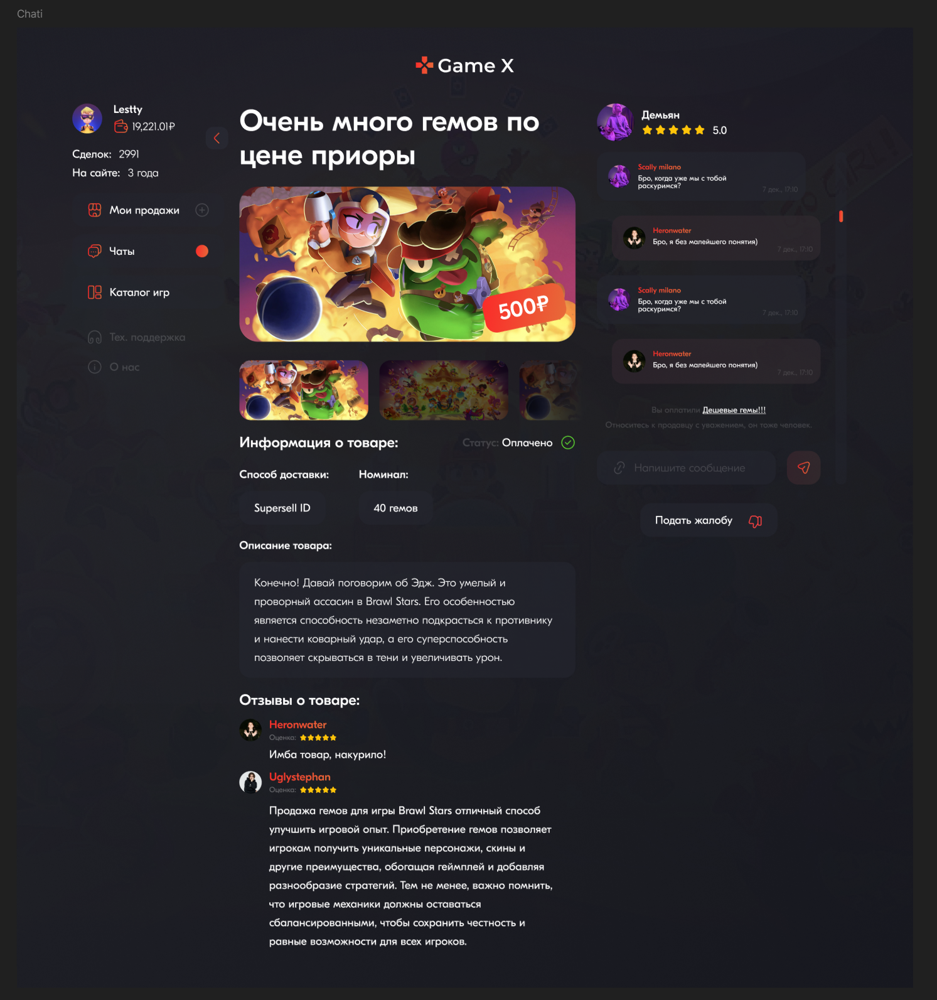 Chati
Game X
Lestty
19,221.01₽
Сделок: 2991
На сайте: 3 года
Мои продажи
Чаты
Каталог игр
Тех. поддержка
О нас
Очень много гемов по
цене приоры
500₽
Информация о товаре:
Статус: Оплачено
Способ доставки:
Номинал:
Supersell ID
40 гемов
Описание товара:
Конечно! Давай поговорим об Эдж. Это умелый и
проворный ассасин в Brawl Stars. Его особенностью
является способность незаметно подкрасться к противнику
и нанести коварный удар, а его суперспособность
позволяет скрываться в тени и увеличивать урон.
Отзывы о товаре:
Heronwater
Оценка:
Имба товар, накурило!
Uglystephan
Оценка:
Продажа гемов для игры Brawl Stars отличный способ
улучшить игровой опыт. Приобретение гемов позволяет
игрокам получить уникальные персонажи, скины и
другие преимущества, обогащая геймплей и добавляя
разнообразие стратегий. Тем не менее, важно помнить,
что игровые механики должны оставаться
сбалансированными, чтобы сохранить честность и
равные возможности для всех игроков.
Демьян
5.0
Scally milano
Бро, когда уже мы с тобой
раскуримся?
7 дек., 17:10
Heronwater
Бро, я без малейшего понятия)
7 дек., 17:10
Scally milano
Бро, когда уже мы с тобой
раскуримся?
7 дек., 17:10
Heronwater
Бро, я без малейшего понятия)
7 дек., 17:10
Вы оплатили Дешевые гемы!!!
Относитесь к продавцу с уважением, он тоже человек.
Напишите сообщение
Подать жалобу